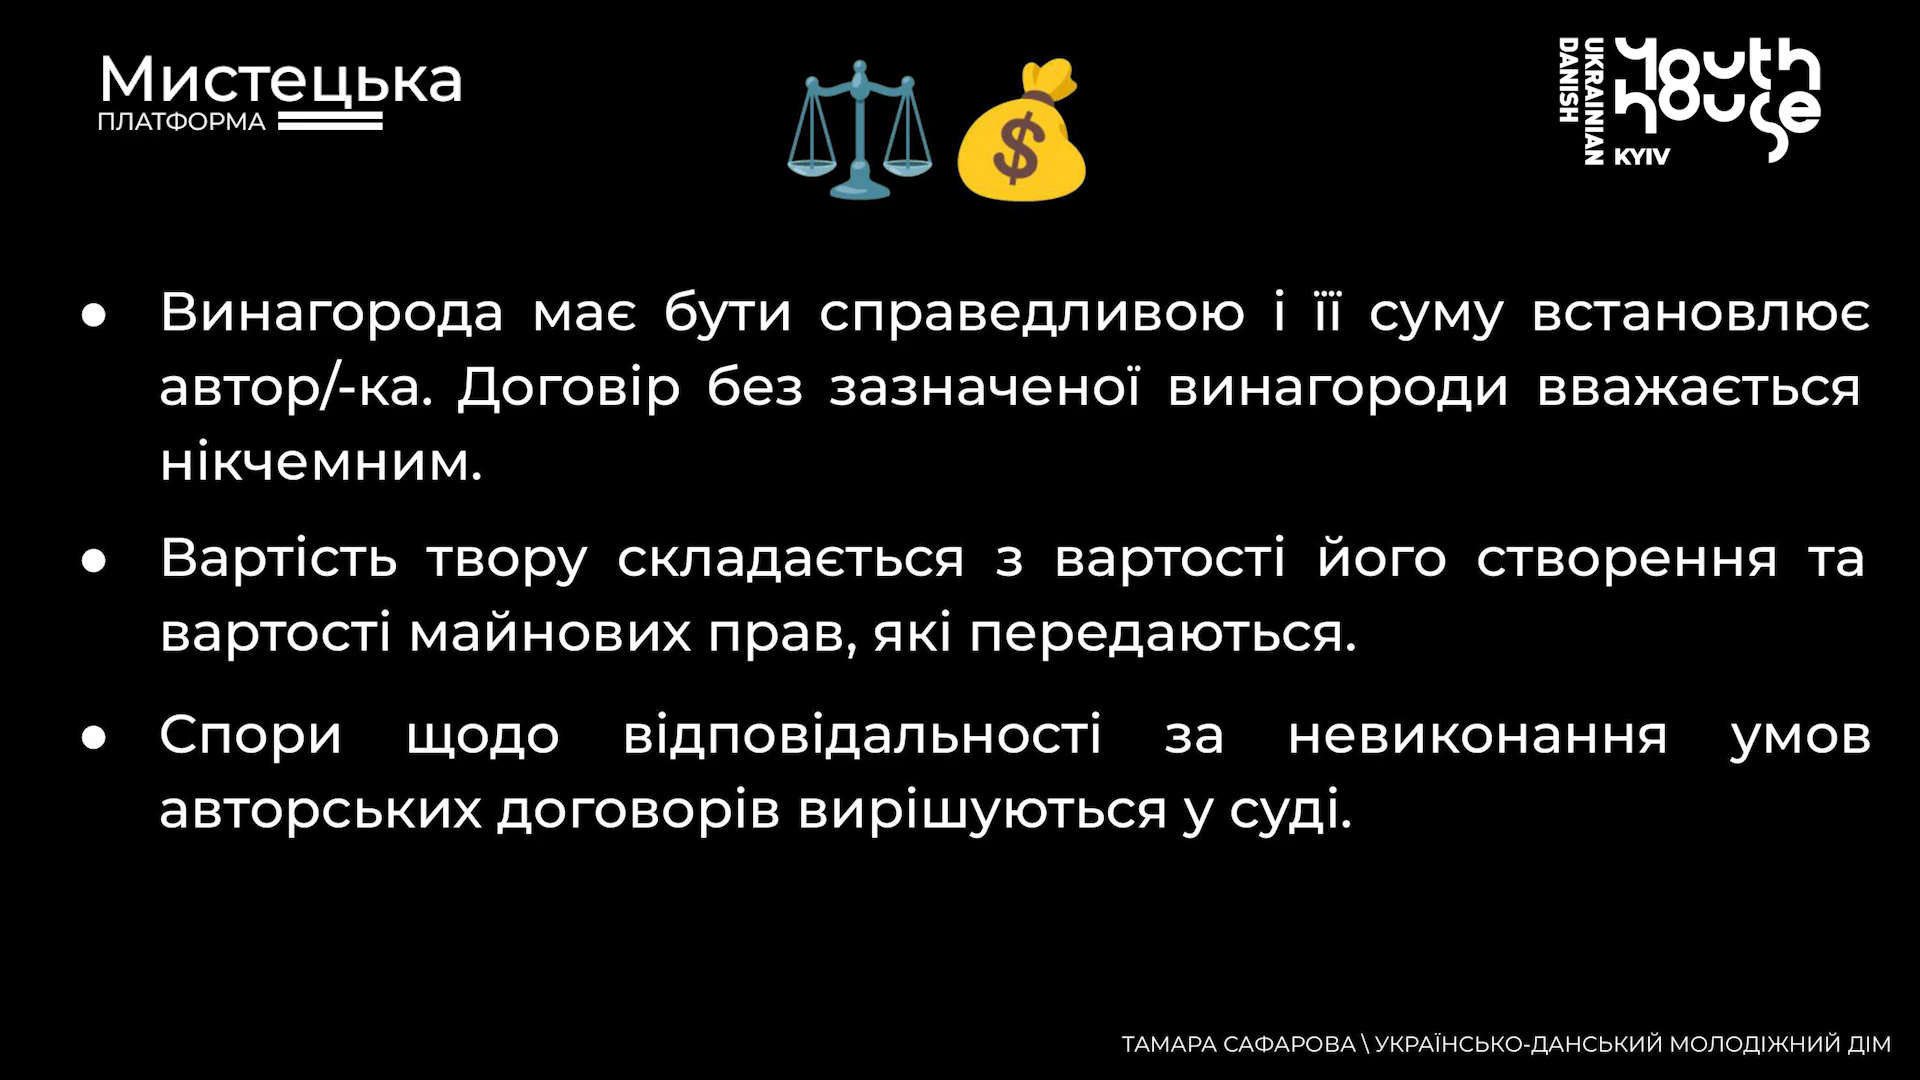 Мистецька
ПЛАТФОРМА
UKRAINIAN
DANISH
youth
house
KYIV
$
● Винагорода має бути справедливою і її суму встановлює
автор/-ка. Договір без зазначеної винагороди вважається
нікчемним.
● Вартість твору складається з вартості його створення та
вартості майнових прав, які передаються.
● Спори щодо відповідальності за невиконання умов
авторських договорів вирішуються у суді.
ТАМАРА САФАРОВА \ УКРАЇНСЬКО-ДАНСЬКИЙ МОЛОДІЖНИЙ ДІМ